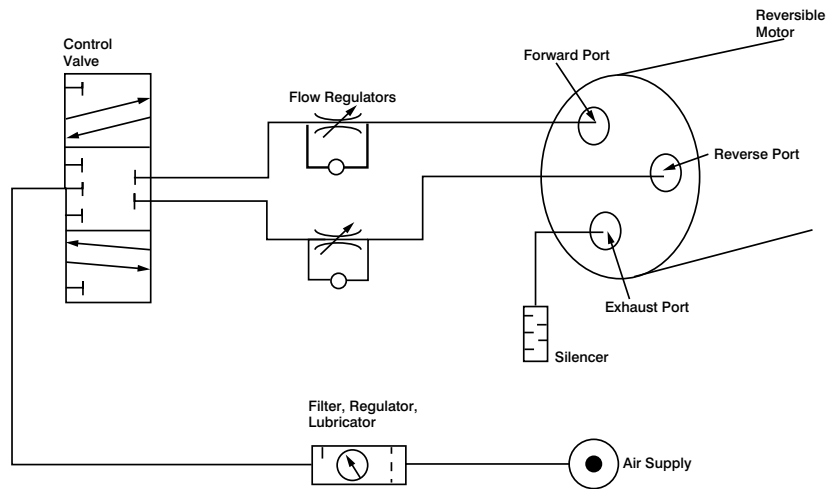 Reversible
Motor
Control
Valve
Forward Port
Flow Regulators
Reverse Port
Exhaust Port
Silencer
Filter, Regulator,
Lubricator
Air Supply